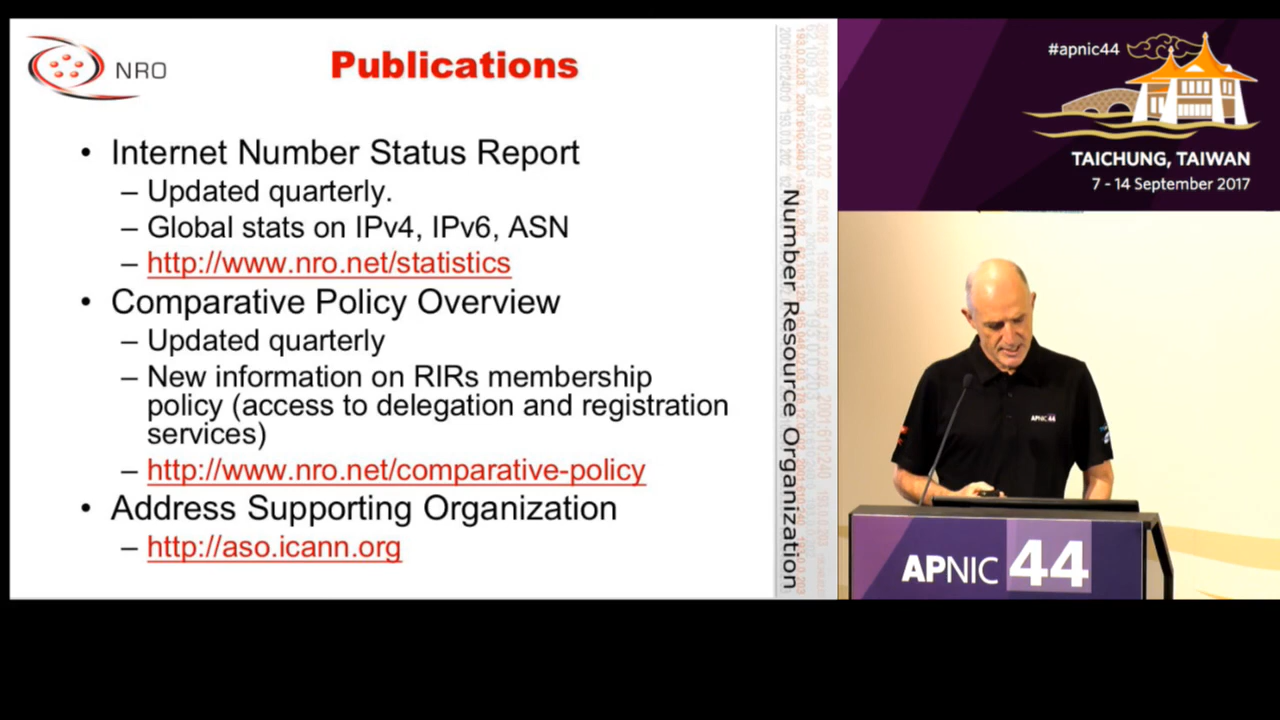 NRO
Publications
• Internet Number Status Report
– Updated quarterly.
– Global stats on IPv4, IPv6, ASN
– http://www.nro.net/statistics
• Comparative Policy Overview
– Updated quarterly
– New information on RIRs membership
policy (access to delegation and registration
services)
– http://www.nro.net/comparative-policy
• Address Supporting Organization
– http://aso.icann.org
Number Resource Organization
#apnic44
TAICHUNG, TAIWAN
7 - 14 September 2017
APNIC 44
APNIC 44